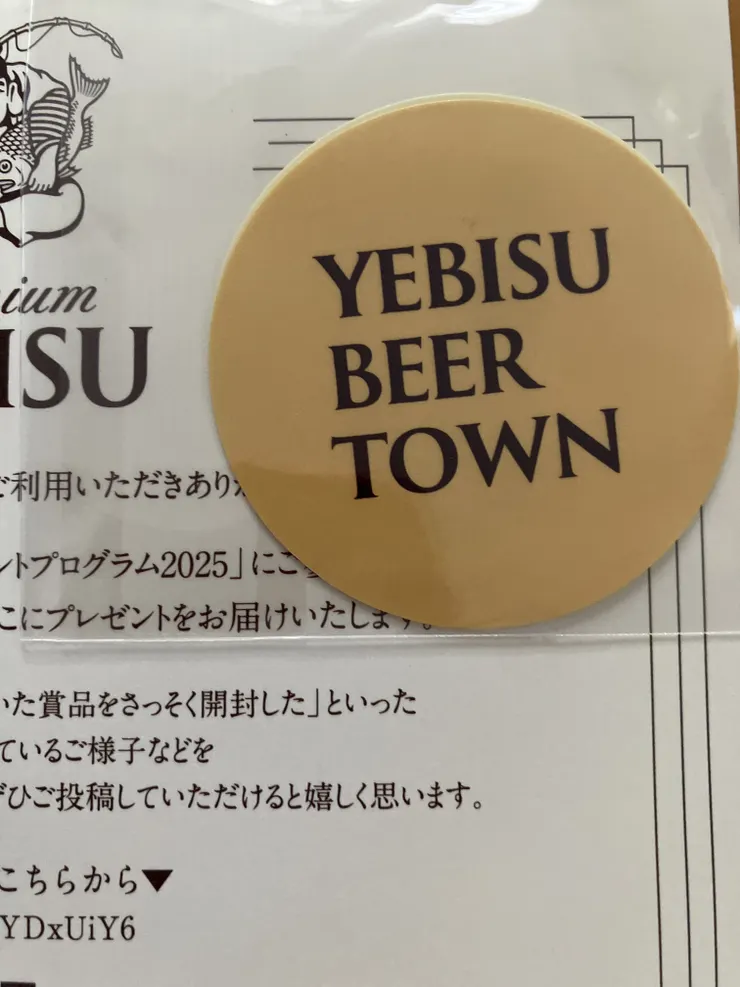 ium
ISU
YEBISU
BEER
TOWN
ご利用いただきあり
ントプログラム2025」にご
こにプレゼントをお届けいたします。
いた賞品をさっそく開封した」といった
ているご様子などを
ぜひご投稿していただけると嬉しく思います。
こちらから▼
YDxUiY6